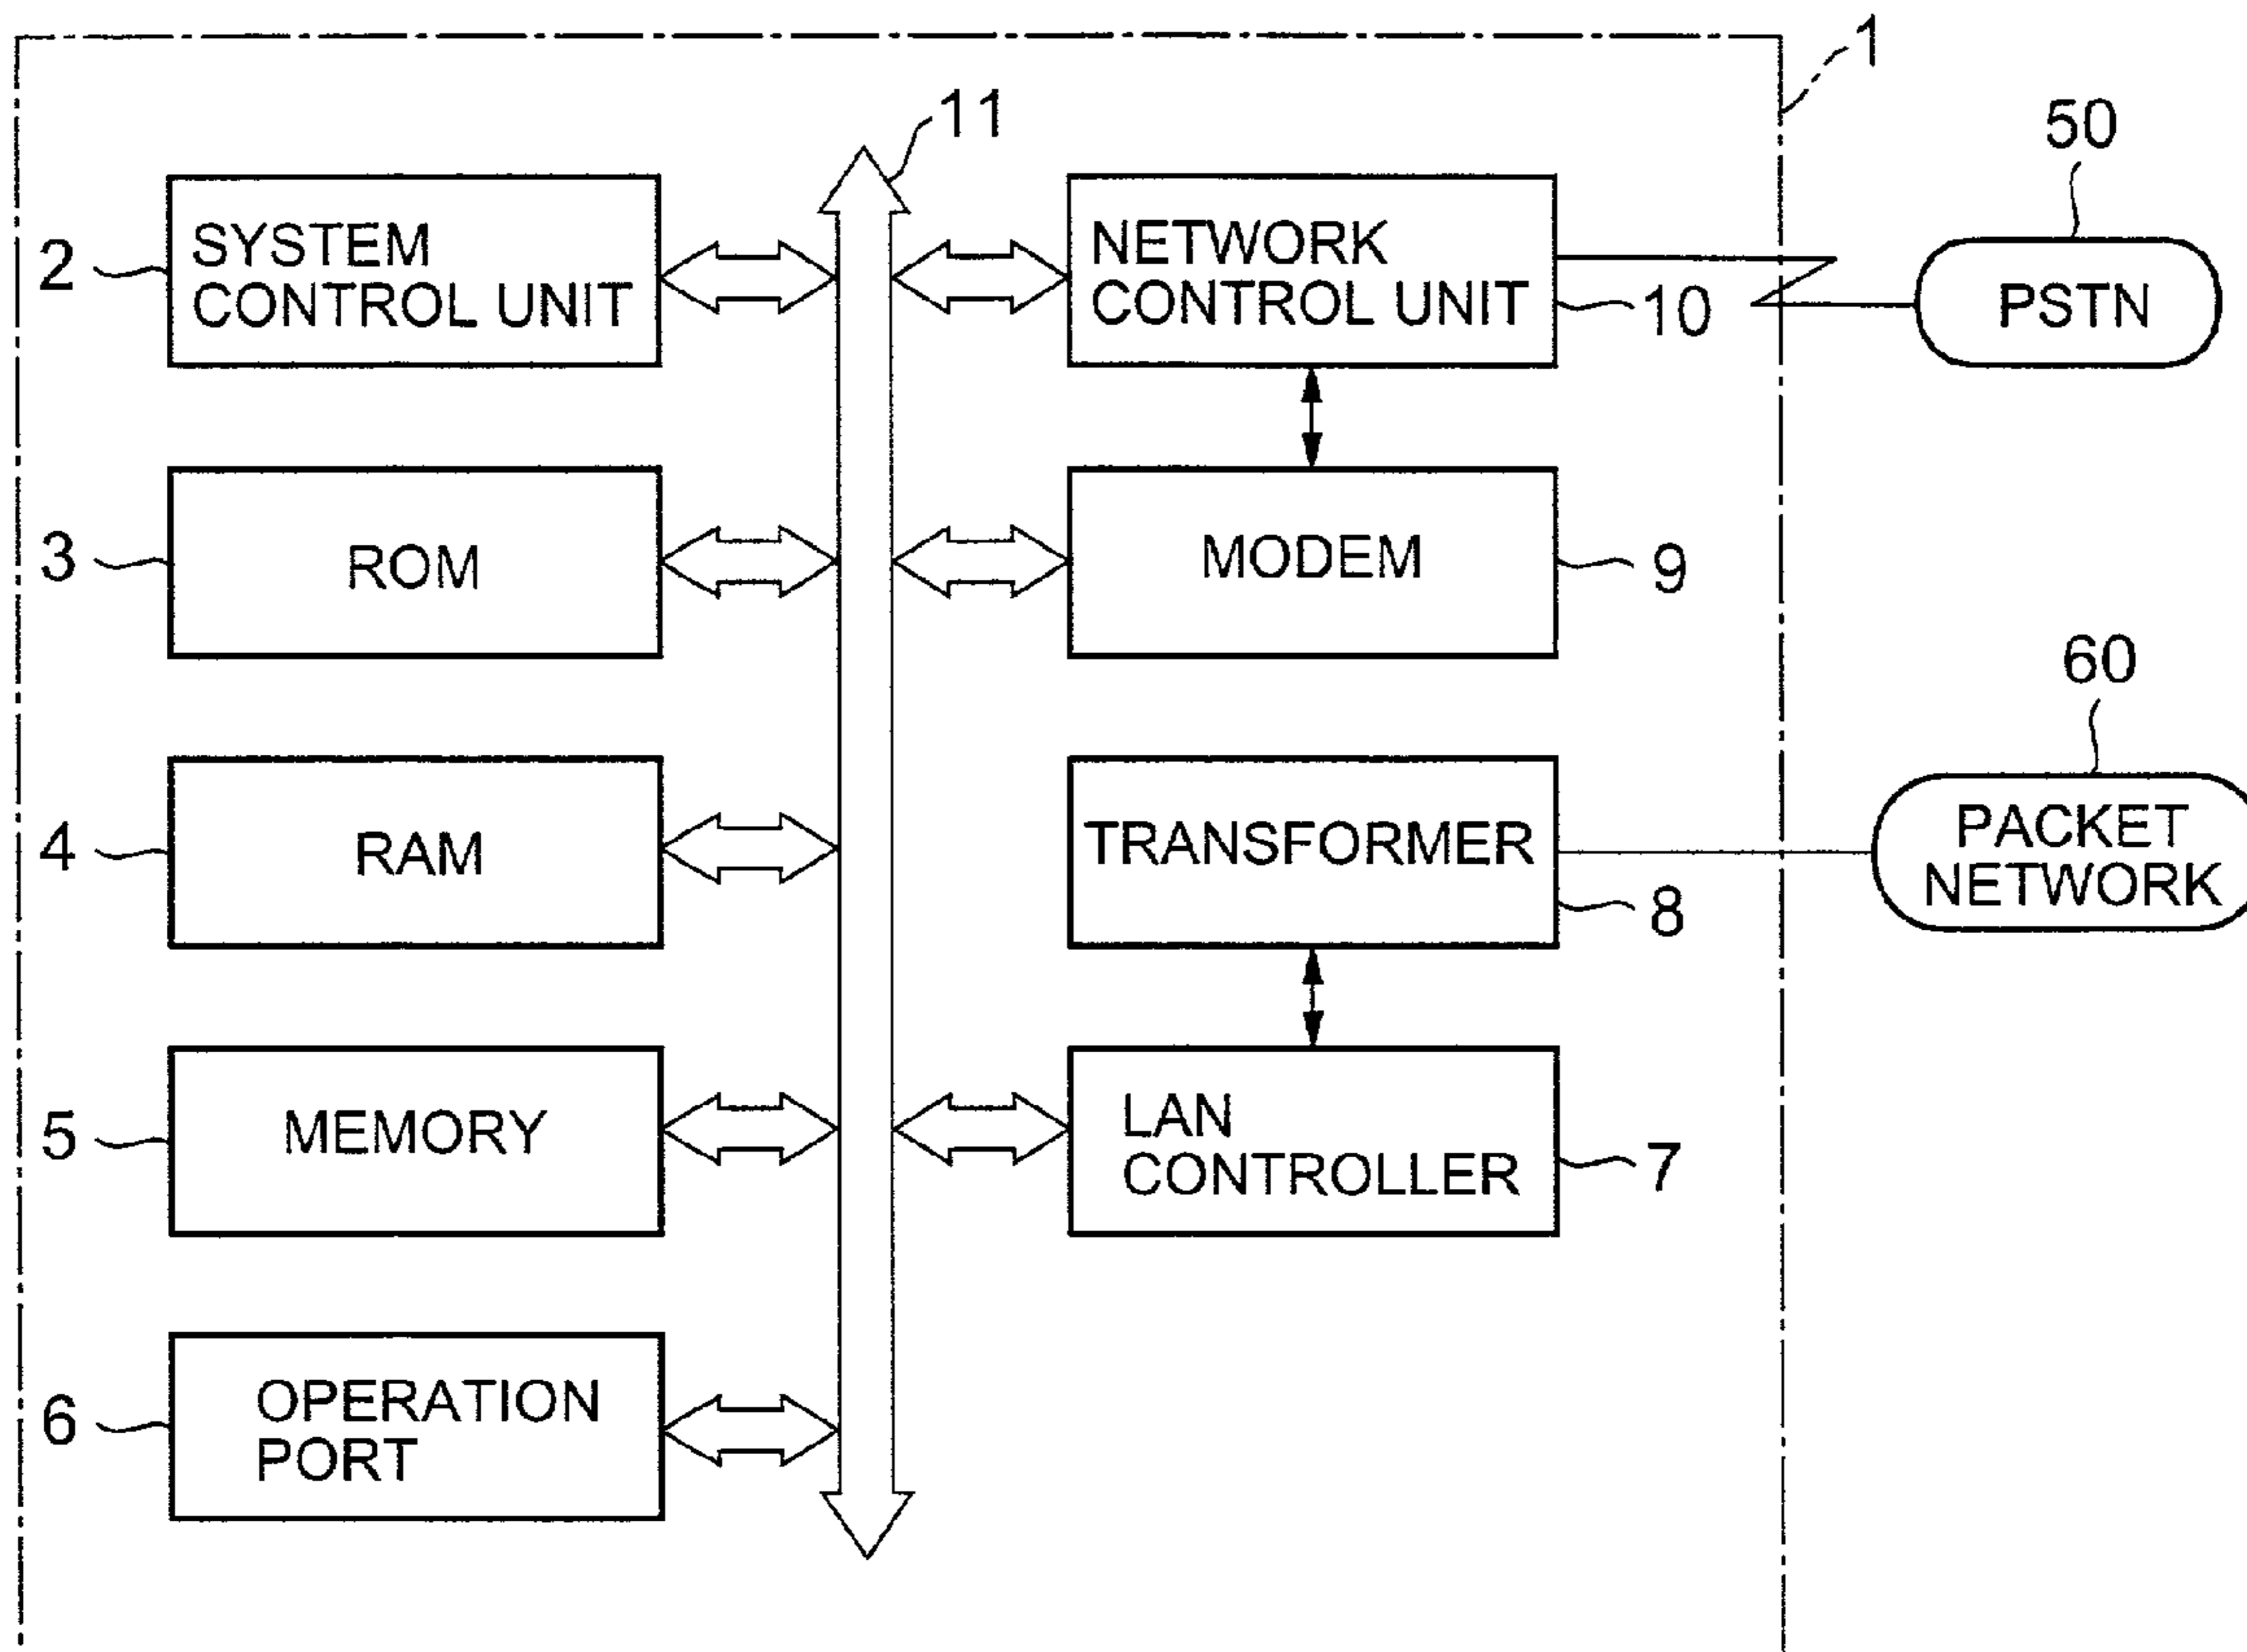 1
11
50
2
SYSTEM
CONTROL UNIT
NETWORK
CONTROL UNIT
10
PSTN
3
ROM
MODEM
9
60
4
RAM
TRANSFORMER
8
PACKET
NETWORK
5
MEMORY
LAN
CONTROLLER
7
6
OPERATION
PORT